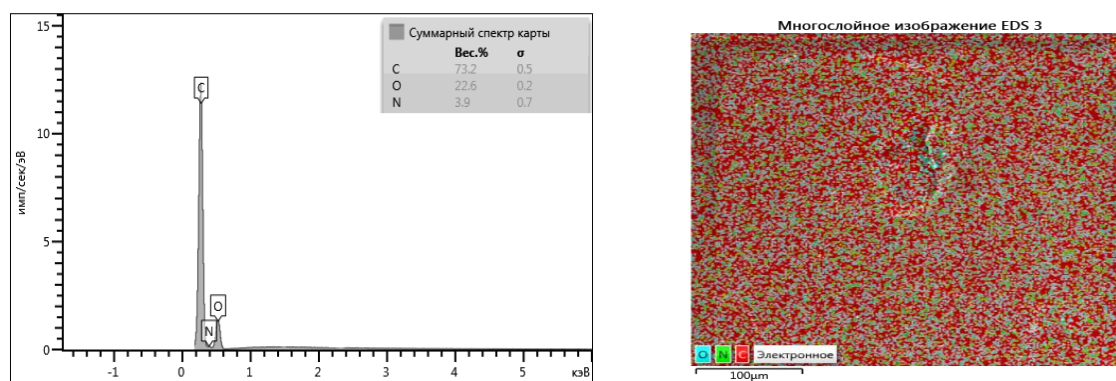 15
10
5
0
имп/сек/эВ
-1 0 1 2 3 4 5 кэВ
C
N
O
Суммарный спектр карты
Вес.% σ
C 73.2 0.5
O 22.6 0.2
N 3.9 0.7
Многослойное изображение EDS 3
O N C Электронное
100μm